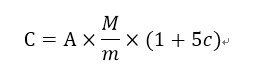 C = A × M/m × (1 + 5c)↵